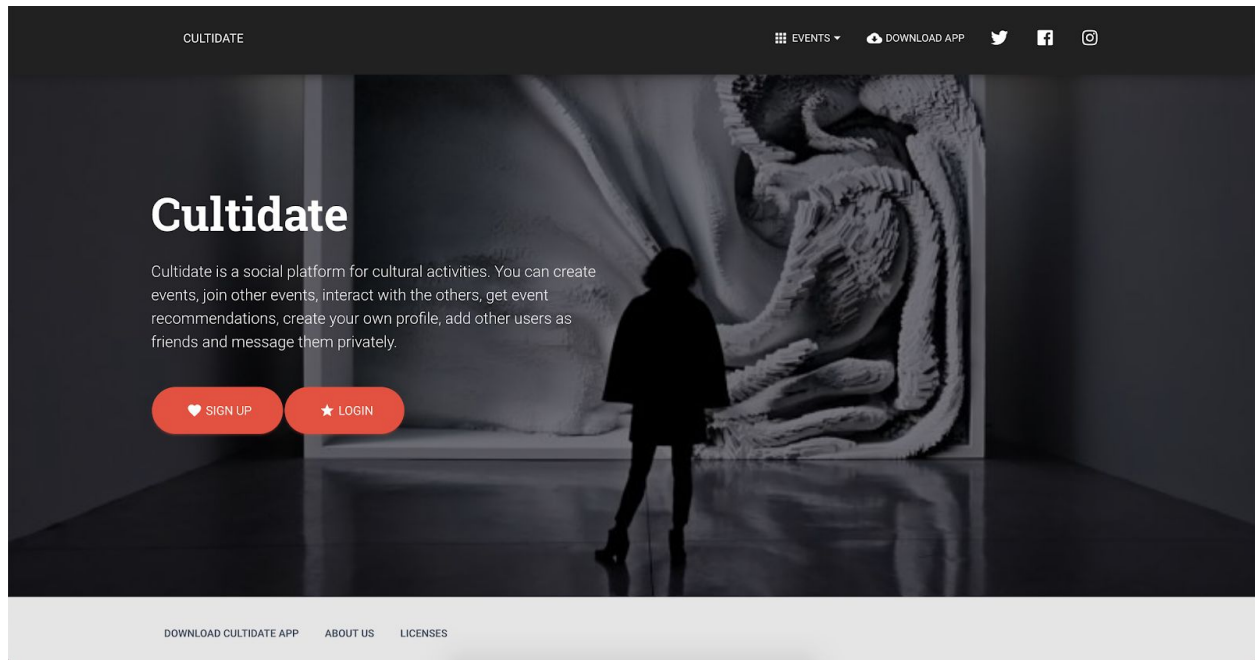 CULTIDATE
EVENTS
DOWNLOAD APP
Cultidate
Cultidate is a social platform for cultural activities. You can create
events, join other events, interact with the others, get event
recommendations, create your own profile, add other users as
friends and message them privately.
SIGN UP
LOGIN
DOWNLOAD CULTIDATE APP
ABOUT US
LICENSES